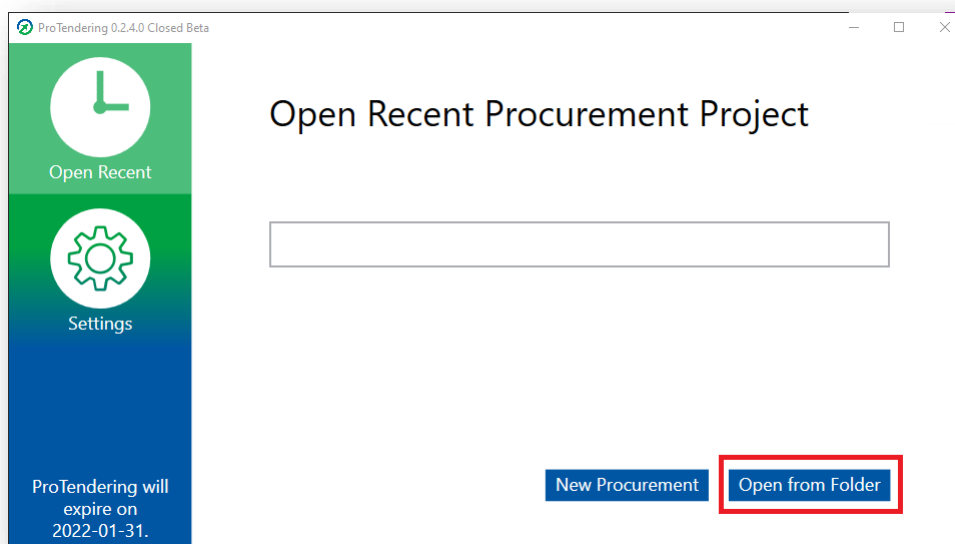 ProTendering 0.2.4.0 Closed Beta
Open Recent
Settings
ProTendering will
expire on
2022-01-31.
Open Recent Procurement Project
New Procurement
Open from Folder